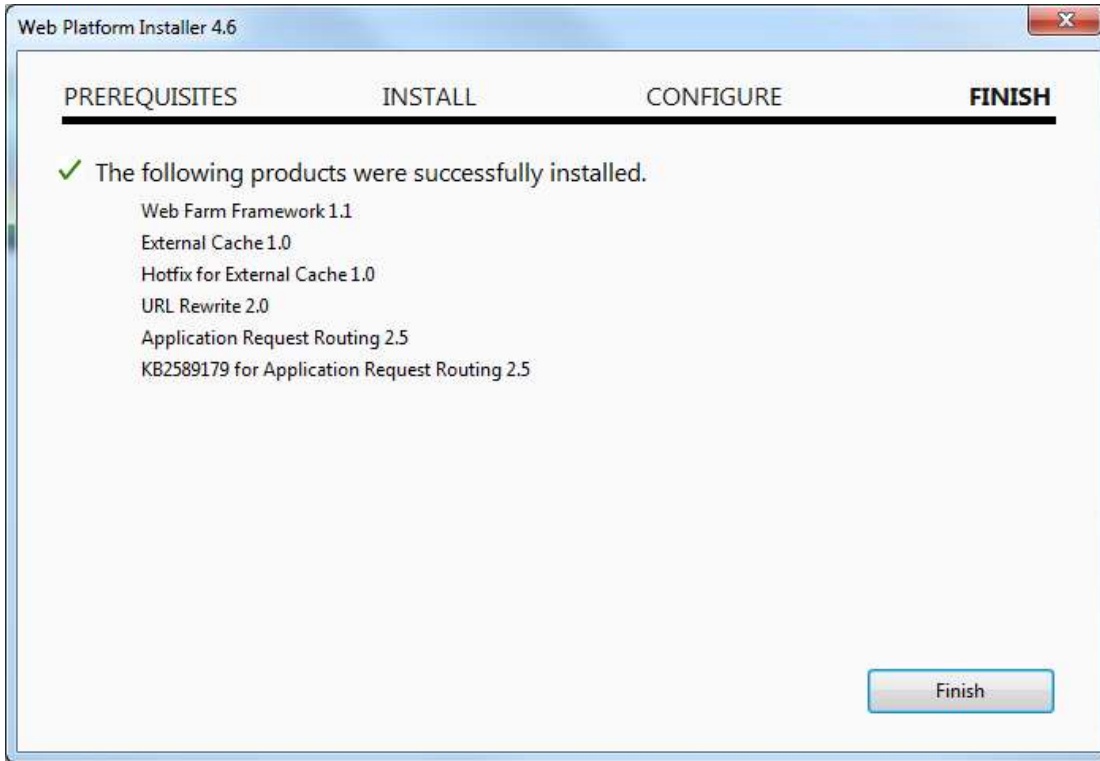 Web Platform Installer 4.6
PREREQUISITES INSTALL CONFIGURE FINISH
The following products were successfully installed.
Web Farm Framework 1.1
External Cache 1.0
Hotfix for External Cache 1.0
URL Rewrite 2.0
Application Request Routing 2.5
KB2589179 for Application Request Routing 2.5
Finish